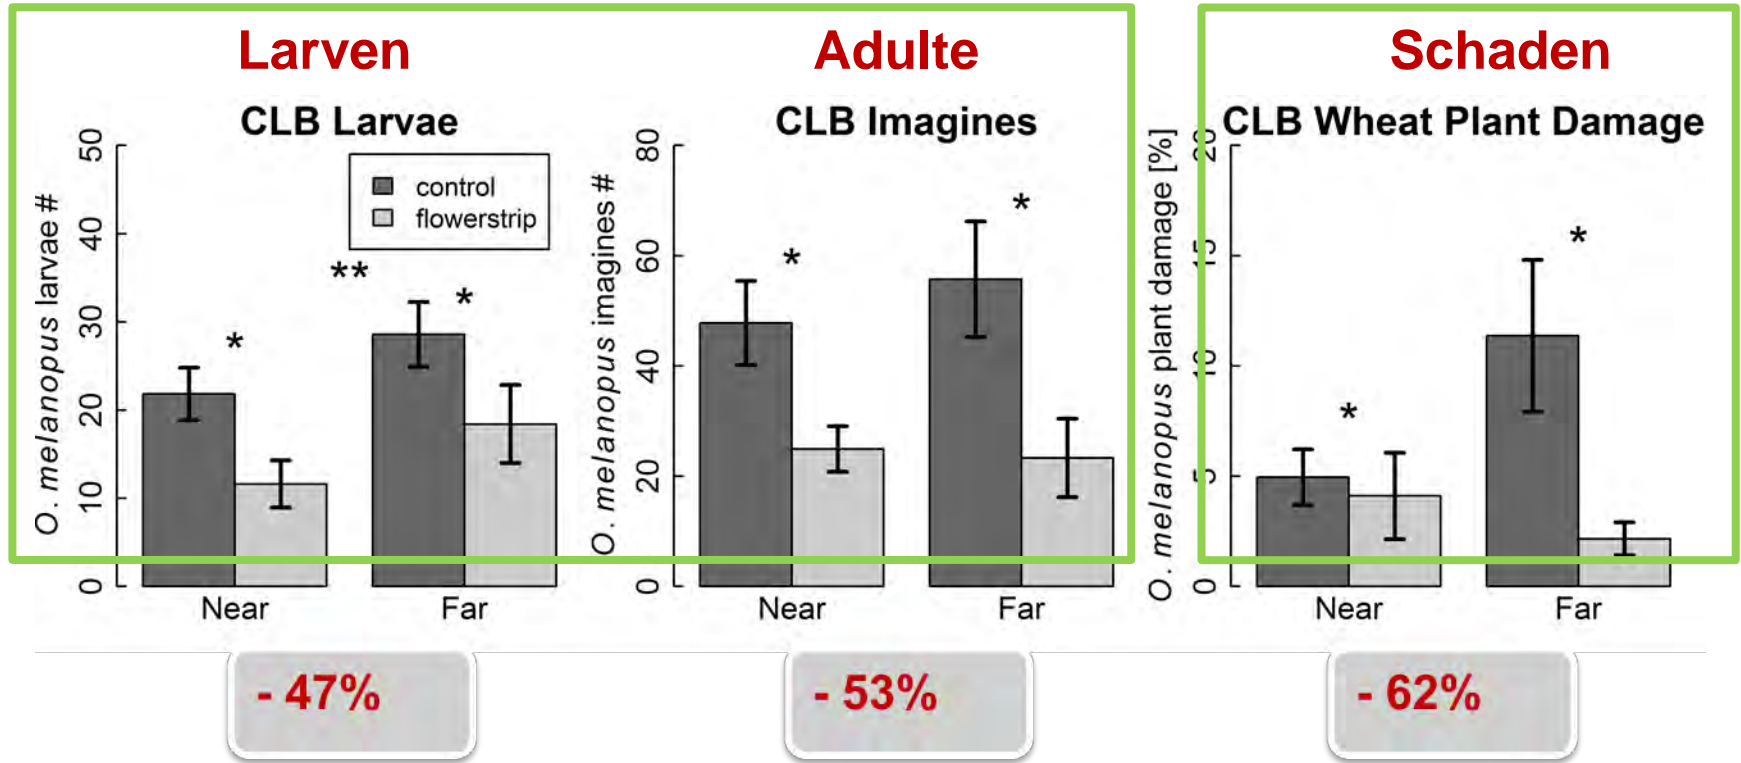 Larven
CLB Larvae
O. melanopus larvae #
50
40
30
20
10
0
control
flowerstrip
*
**
*
Near
Far
- 47%
Adulte
CLB Imagines
O. melanopus imagines #
80
60
40
20
0
*
*
Near
Far
- 53%
Schaden
CLB Wheat Plant Damage
O. melanopus plant damage [%]
20
15
10
5
0
*
*
Near
Far
- 62%